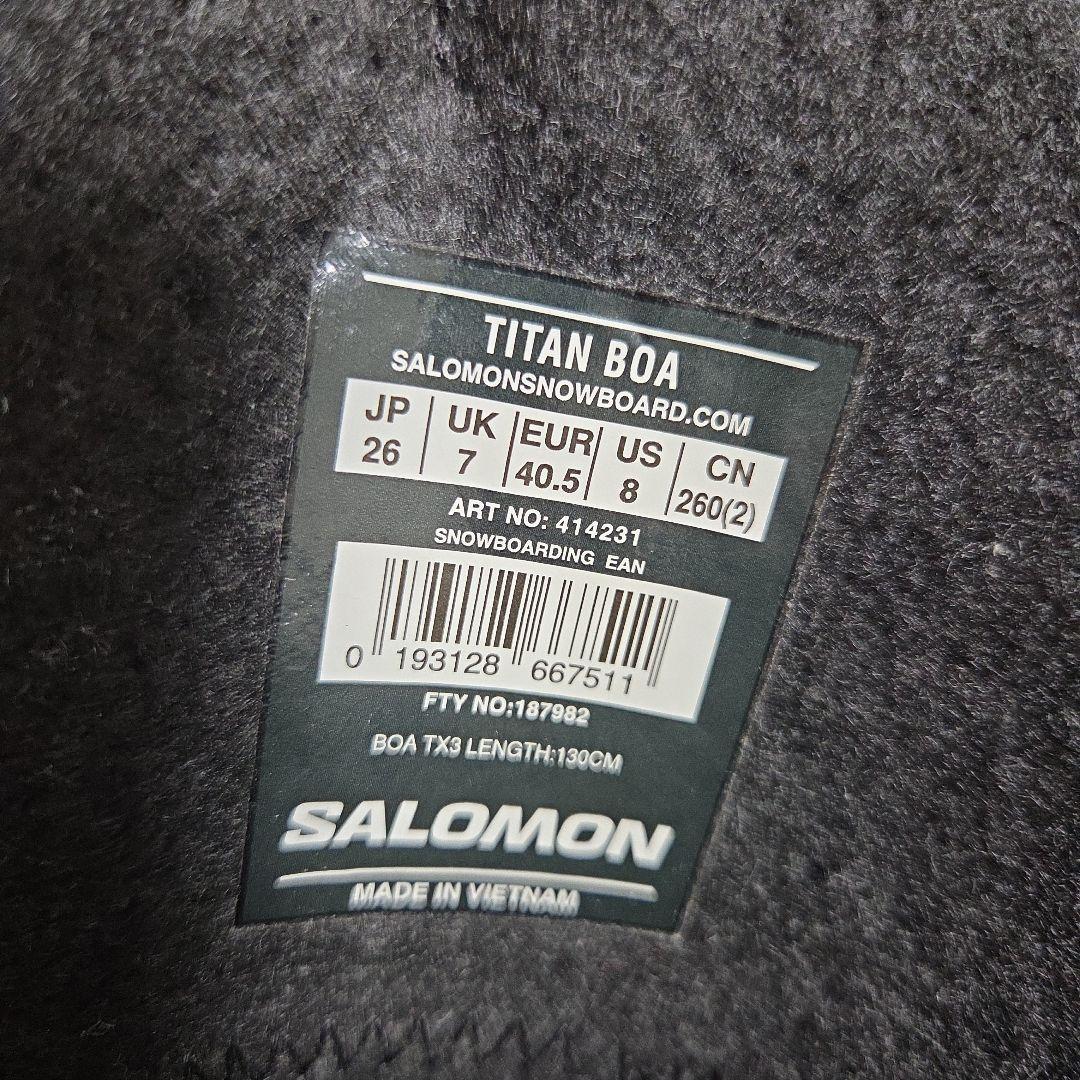 TITAN BOA
SALOMONSNOWBOARD.COM
JP UK EUR US CN
26 7 40.5 8 260(2)
ART NO: 414231
SNOWBOARDING EAN
0 193128 667511
FTY NO:187982
BOA TX3 LENGTH:130CM
SALOMON
MADE IN VIETNAM